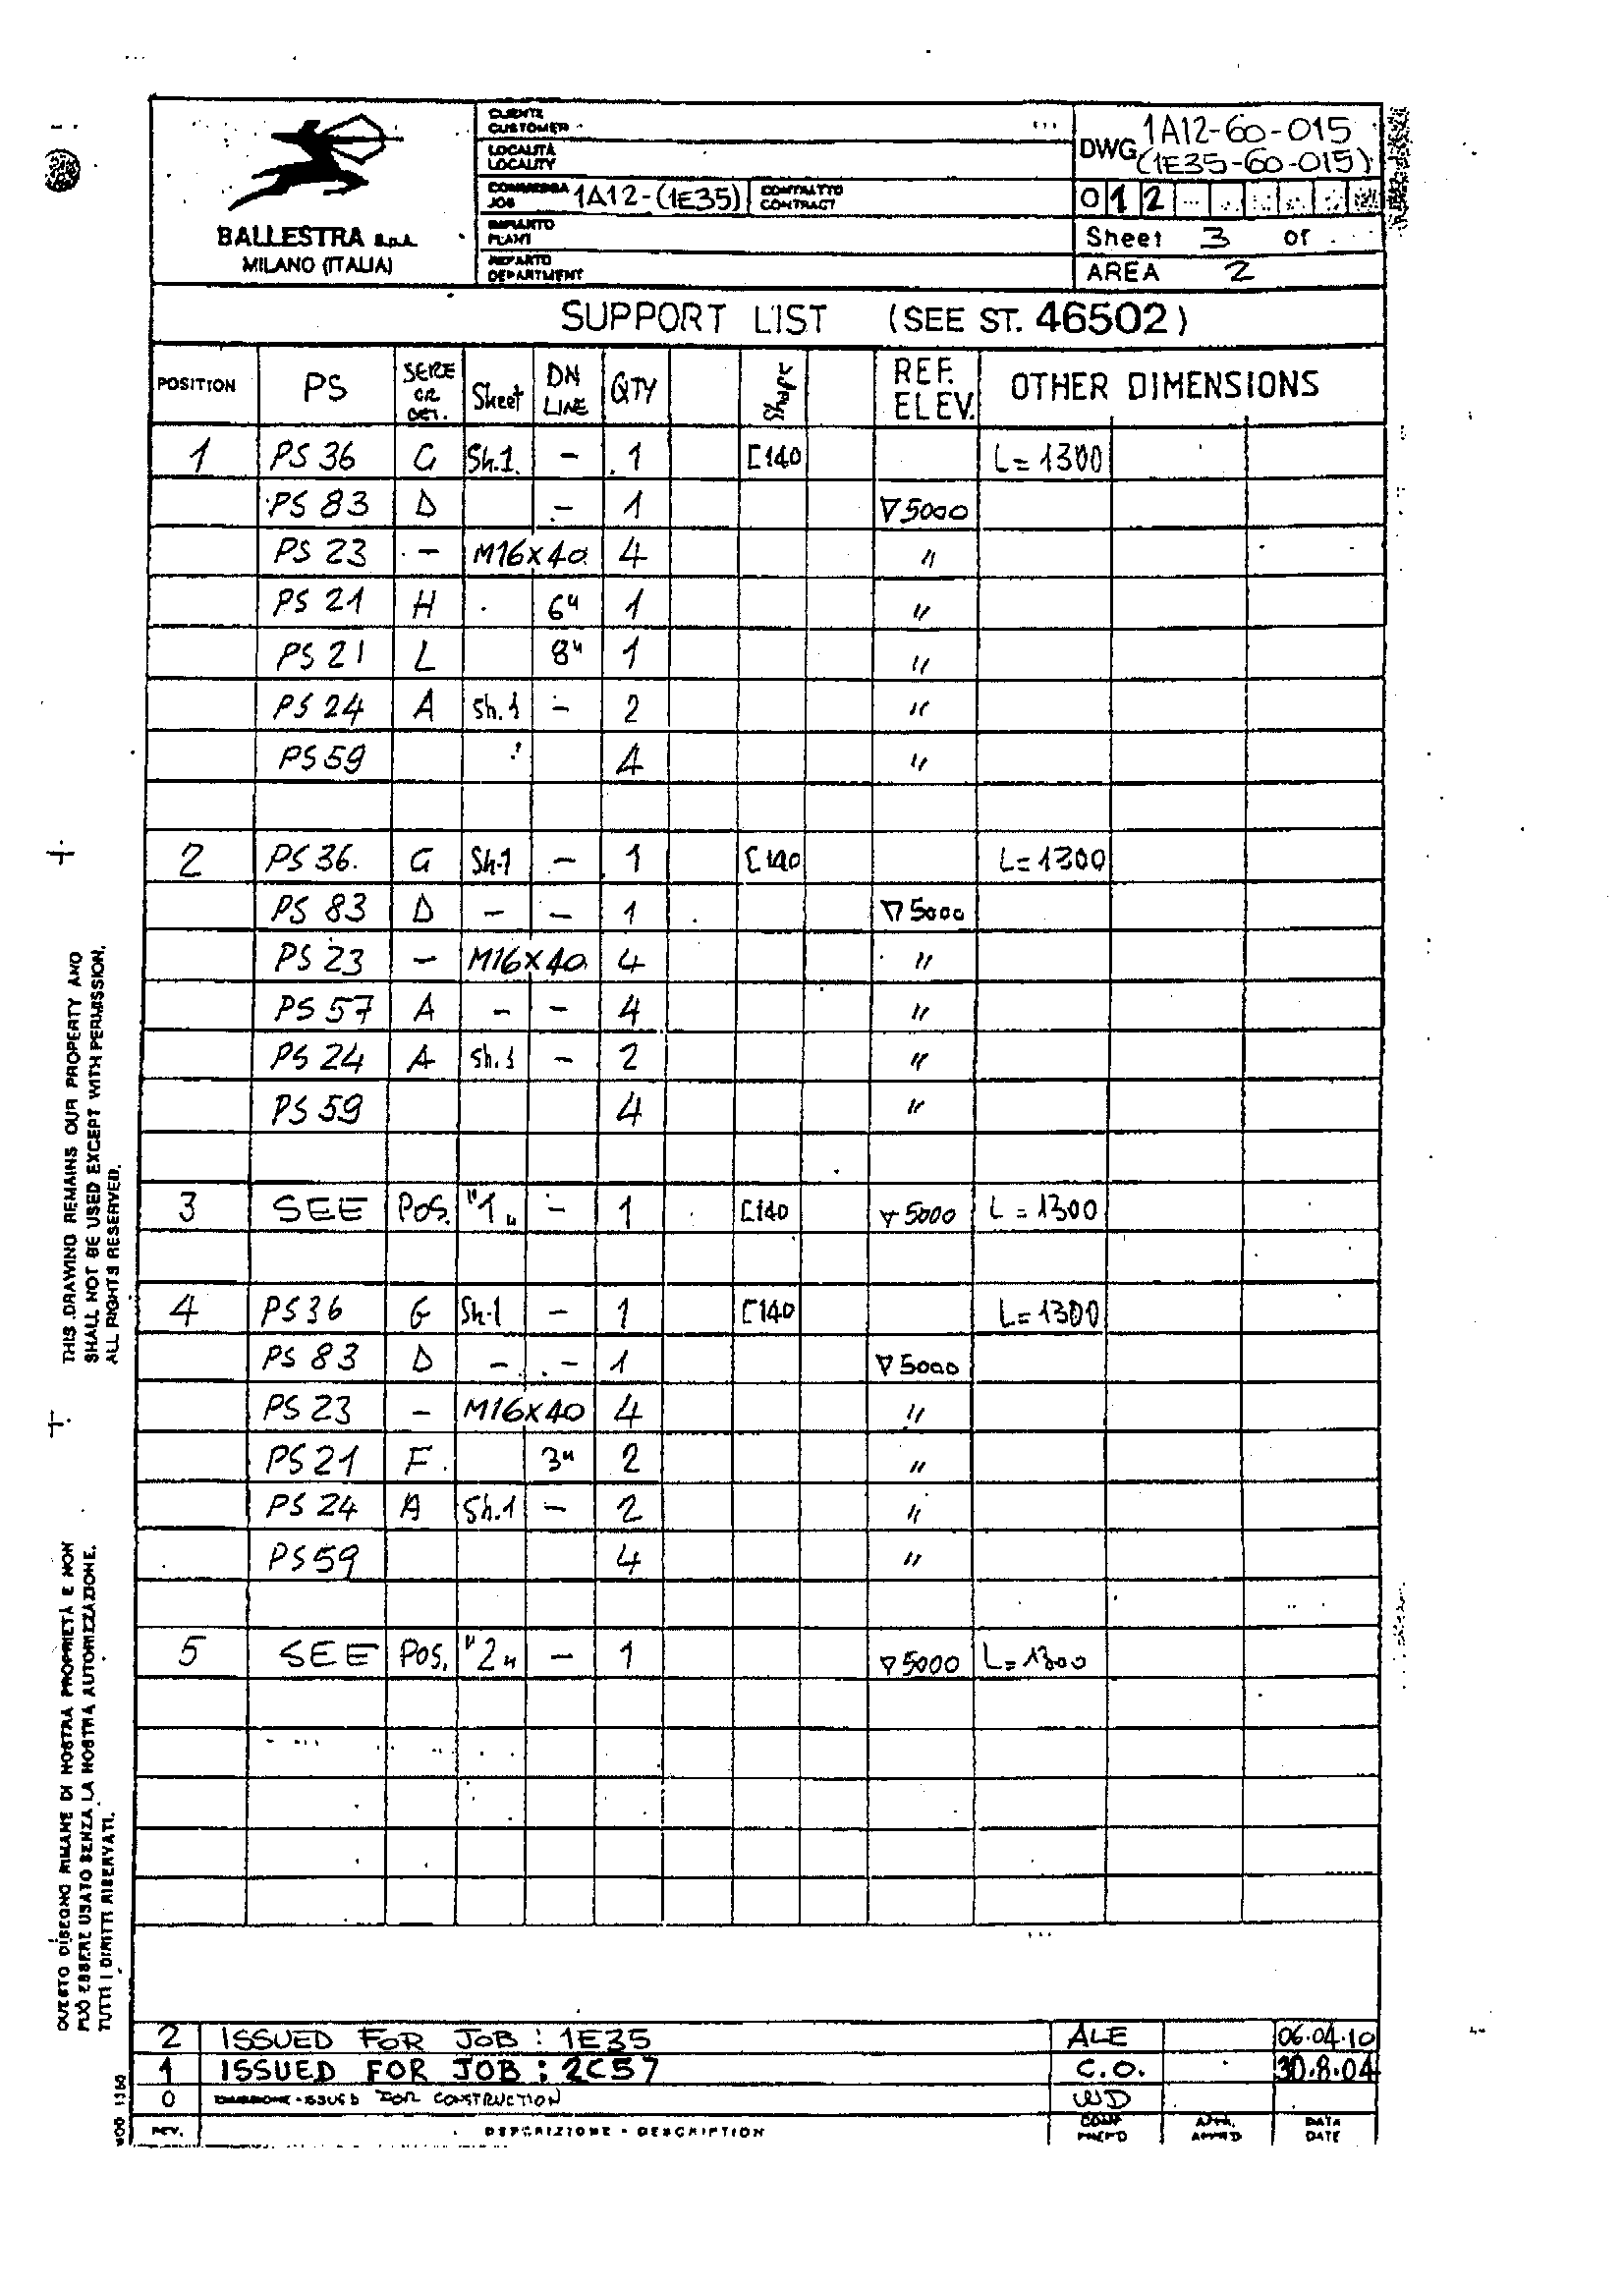 CLIENTE
CUSTOMER
LOCALITÀ
LOCALITY
COMMESSA
JOB 1A12-(1E35)
CONTRATTO
CONTRACT
IMPIANTO
PLANT
REPARTO
DEPARTMENT
BALLESTRA s.p.a.
MILANO (ITALIA)
DWG 1A12-60-015
(1E35-60-015)
0 1 2
Sheet 3 of
AREA 2
SUPPORT LIST (SEE ST. 46502)
POSITION PS SERIE OR DET. Sheet DN LINE QTY Shape REF. ELEV. OTHER DIMENSIONS
1 PS 36 G Sh.1. - 1 [140 L=1300
PS 83 D - 1 ▽5000
PS 23 - M16x40 4 "
PS 21 H 6" 1 "
PS 21 L 8" 1 "
PS 24 A Sh.1 - 2 "
PS 59 4 "
2 PS 36. G Sh.1 - 1 [140 L=1300
PS 83 D - - 1 ▽5000
PS 23 - M16x40 4 "
PS 57 A - - 4 "
PS 24 A Sh.1 - 2 "
PS 59 4 "
3 SEE POS. "1" - 1 [140 ▽5000 L=1300
4 PS36 G Sh.1 - 1 [140 L=1300
PS 83 D - - 1 ▽5000
PS 23 - M16x40 4 "
PS 21 F 3" 2 "
PS 24 A Sh.1 - 2 "
PS 59 4 "
5 SEE POS. "2" - 1 ▽5000 L=1300
THIS DRAWING REMAINS OUR PROPERTY AND
SHALL NOT BE USED EXCEPT WITH PERMISSION.
ALL RIGHTS RESERVED.
QUESTO DISEGNO RIMANE DI NOSTRA PROPRIETÀ E NON
PUÒ ESSERE USATO SENZA LA NOSTRA AUTORIZZAZIONE.
TUTTI I DIRITTI RISERVATI.
2 ISSUED FOR JOB: 1E35 ALE 06.04.10
1 ISSUED FOR JOB: 2C57 C.O. 30.8.04
0 EMISSIONE - ISSUED FOR CONSTRUCTION WD
REV. DESCRIZIONE - DESCRIPTION COMP. PREP'D APPR. APPR'D DATA DATE